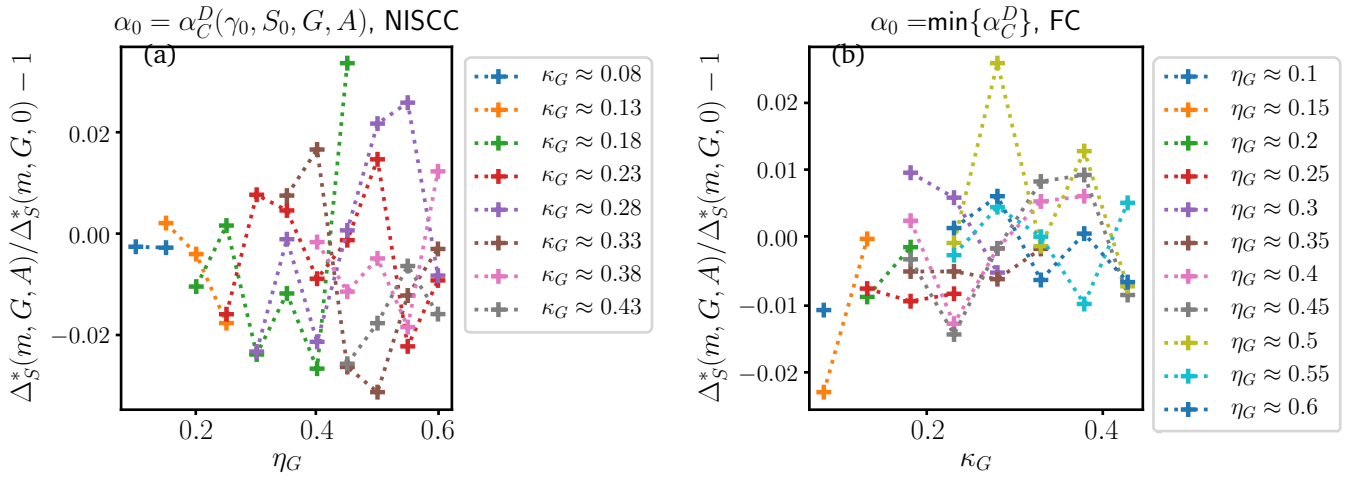 α₀ = α_C^D(γ₀, S₀, G, A), NISCC
(a)
Δ*_S(m, G, A)/Δ*_S(m, G, 0) − 1
0.02
0.00
−0.02
0.2 0.4 0.6
η_G
κ_G ≈ 0.08
κ_G ≈ 0.13
κ_G ≈ 0.18
κ_G ≈ 0.23
κ_G ≈ 0.28
κ_G ≈ 0.33
κ_G ≈ 0.38
κ_G ≈ 0.43
α₀ =min{α_C^D}, FC
(b)
Δ*_S(m, G, A)/Δ*_S(m, G, 0) − 1
0.02
0.01
0.00
−0.01
−0.02
0.2 0.4
κ_G
η_G ≈ 0.1
η_G ≈ 0.15
η_G ≈ 0.2
η_G ≈ 0.25
η_G ≈ 0.3
η_G ≈ 0.35
η_G ≈ 0.4
η_G ≈ 0.45
η_G ≈ 0.5
η_G ≈ 0.55
η_G ≈ 0.6